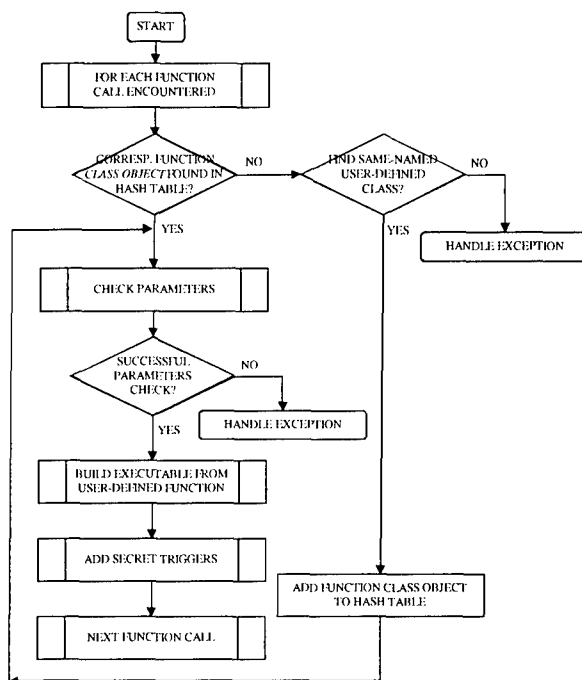 START
FOR EACH FUNCTION
CALL ENCOUNTERED
CORRESP. FUNCTION
CLASS OBJECT FOUND IN
HASH TABLE?
NO
FIND SAME-NAMED
USER-DEFINED
CLASS?
NO
YES
YES
HANDLE EXCEPTION
CHECK PARAMETERS
SUCCESSFUL
PARAMETERS
CHECK?
NO
HANDLE EXCEPTION
YES
BUILD EXECUTABLE FROM
USER-DEFINED FUNCTION
ADD SECRET TRIGGERS
ADD FUNCTION CLASS OBJECT
TO HASH TABLE
NEXT FUNCTION CALL